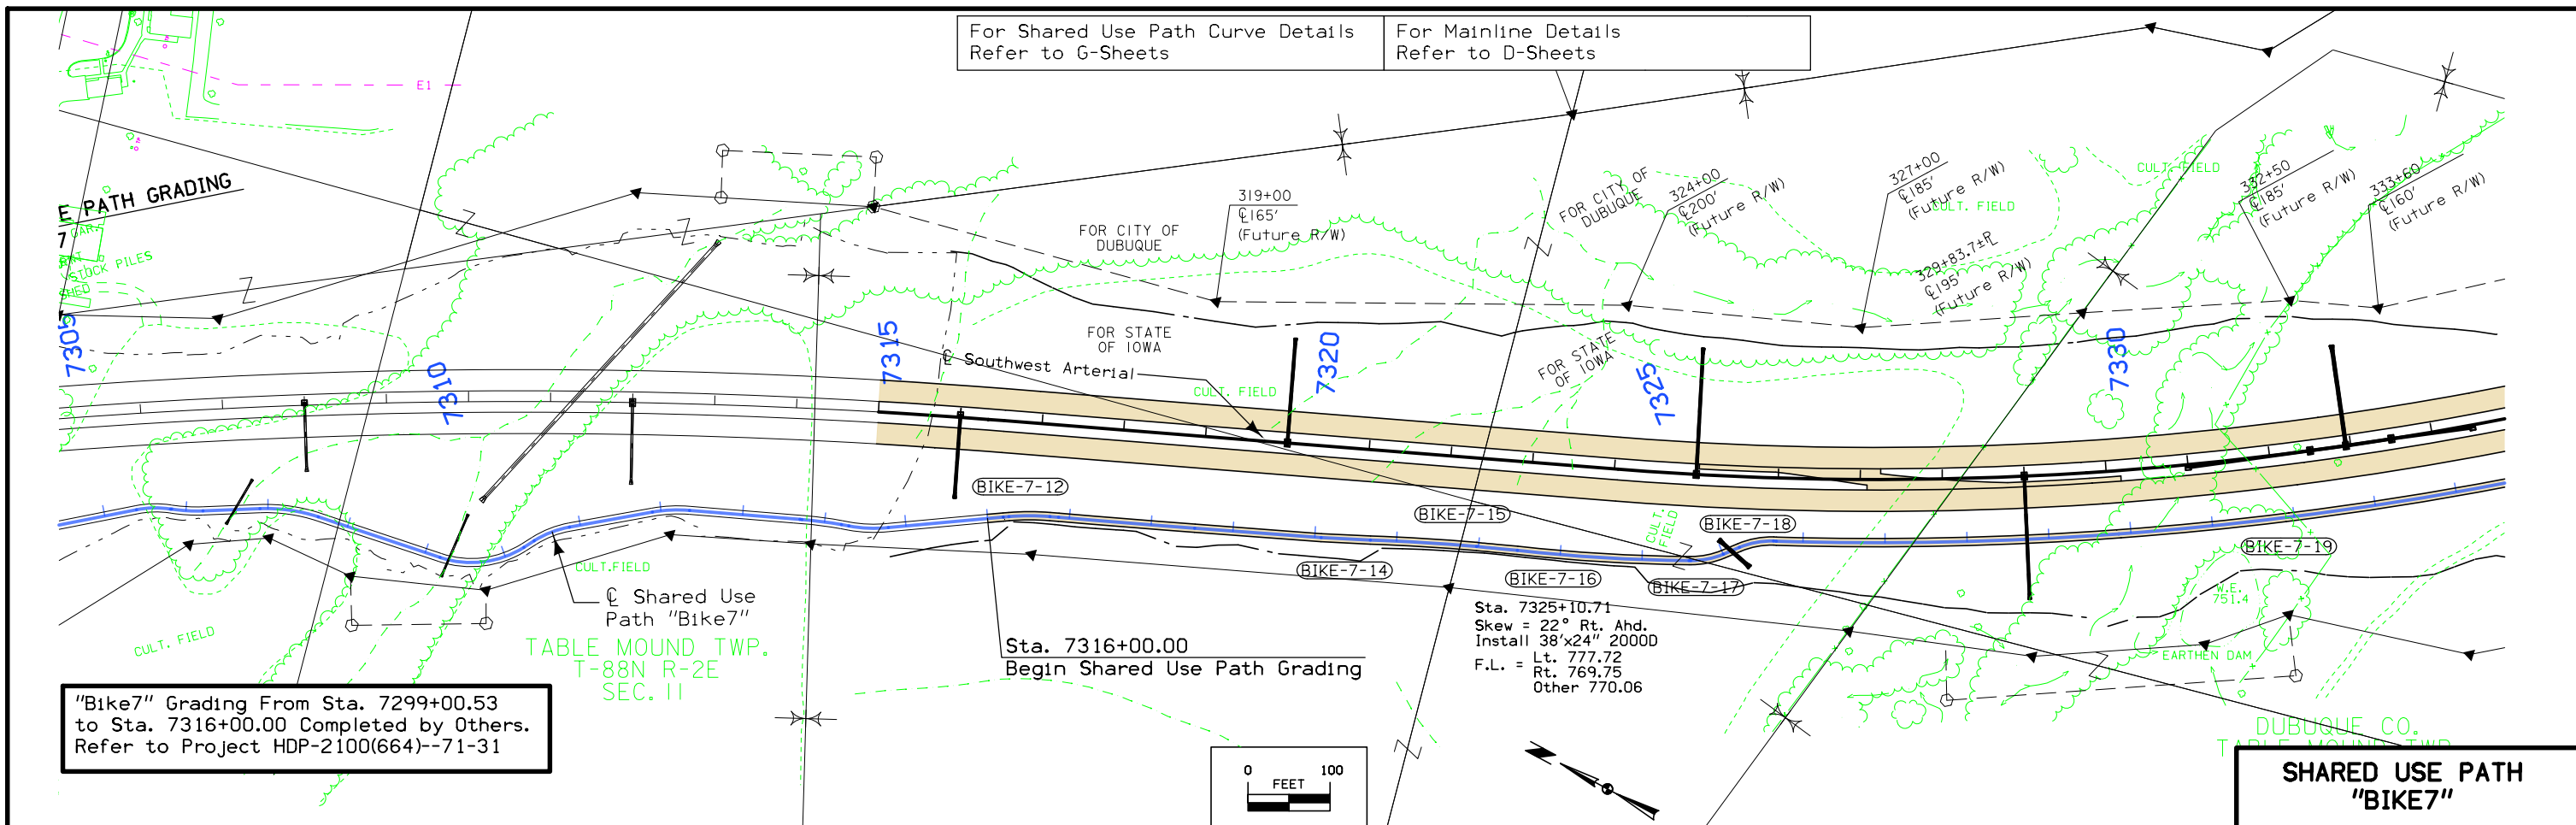 For Shared Use Path Curve Details
Refer to G-Sheets
For Mainline Details
Refer to D-Sheets
E1
E PATH GRADING
7
STOCK PILES
7305
7310
7315
7320
7325
7330
319+00
℄165'
(Future R/W)
FOR CITY OF
DUBUQUE
FOR CITY OF
DUBUQUE
324+00
℄200'
(Future R/W)
327+00
℄185'
(Future R/W)
CULT. FIELD
CULT. FIELD
332+50
℄185'
(Future R/W)
333+60
℄160'
(Future R/W)
329+83.7±
℄195'
(Future R/W)
FOR STATE
OF IOWA
FOR STATE
OF IOWA
℄ Southwest Arterial
CULT. FIELD
BIKE-7-12
BIKE-7-15
BIKE-7-18
BIKE-7-19
BIKE-7-14
BIKE-7-16
BIKE-7-17
CULT.
FIELD
CULT.FIELD
CULT. FIELD
℄ Shared Use
Path "Bike7"
TABLE MOUND TWP.
T-88N R-2E
SEC. 11
Sta. 7316+00.00
Begin Shared Use Path Grading
Sta. 7325+10.71
Skew = 22° Rt. Ahd.
Install 38'x24" 2000D
F.L. = Lt. 777.72
Rt. 769.75
Other 770.06
W.E.
751.4
EARTHEN DAM
DUBUQUE CO.
TABLE MOUND TWP.
"Bike7" Grading From Sta. 7299+00.53
to Sta. 7316+00.00 Completed by Others.
Refer to Project HDP-2100(664)--71-31
0 100
FEET
SHARED USE PATH
"BIKE7"